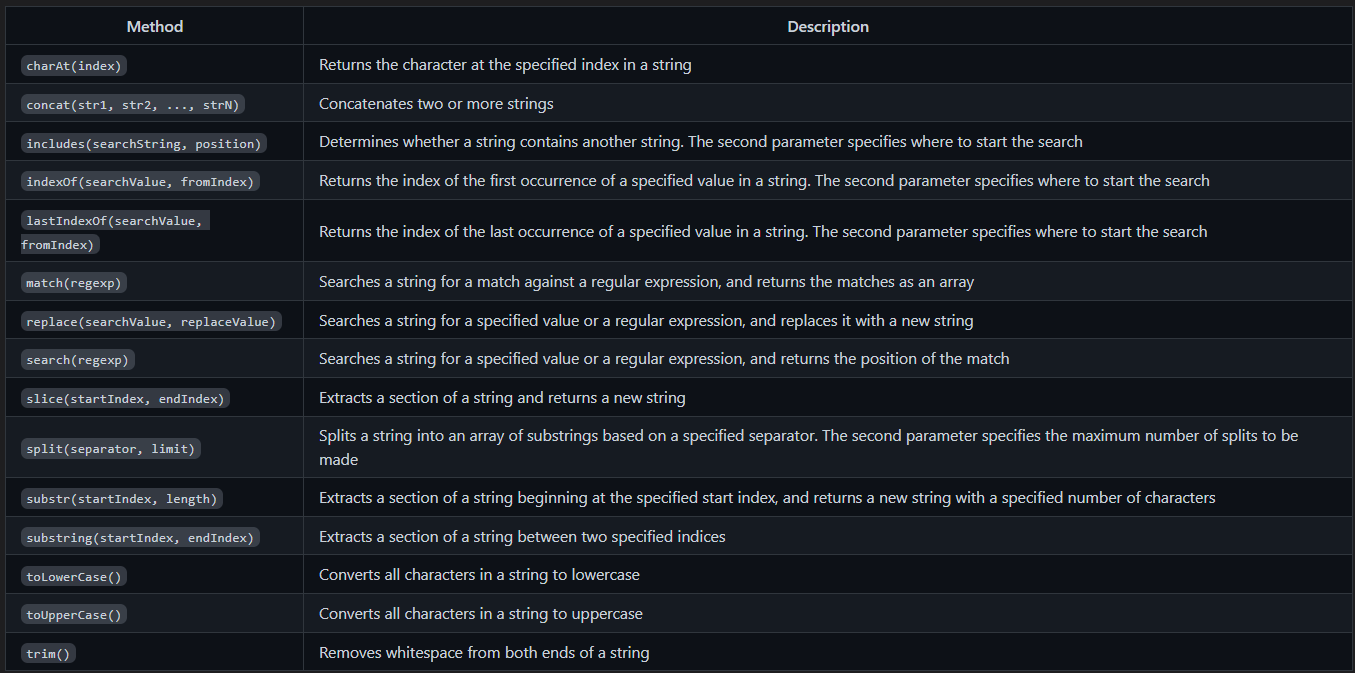 Method Description
charAt(index) Returns the character at the specified index in a string
concat(str1, str2, ..., strN) Concatenates two or more strings
includes(searchString, position) Determines whether a string contains another string. The second parameter specifies where to start the search
indexOf(searchValue, fromIndex) Returns the index of the first occurrence of a specified value in a string. The second parameter specifies where to start the search
lastIndexOf(searchValue,
fromIndex) Returns the index of the last occurrence of a specified value in a string. The second parameter specifies where to start the search
match(regexp) Searches a string for a match against a regular expression, and returns the matches as an array
replace(searchValue, replaceValue) Searches a string for a specified value or a regular expression, and replaces it with a new string
search(regexp) Searches a string for a specified value or a regular expression, and returns the position of the match
slice(startIndex, endIndex) Extracts a section of a string and returns a new string
split(separator, limit) Splits a string into an array of substrings based on a specified separator. The second parameter specifies the maximum number of splits to be
made
substr(startIndex, length) Extracts a section of a string beginning at the specified start index, and returns a new string with a specified number of characters
substring(startIndex, endIndex) Extracts a section of a string between two specified indices
toLowerCase() Converts all characters in a string to lowercase
toUpperCase() Converts all characters in a string to uppercase
trim() Removes whitespace from both ends of a string